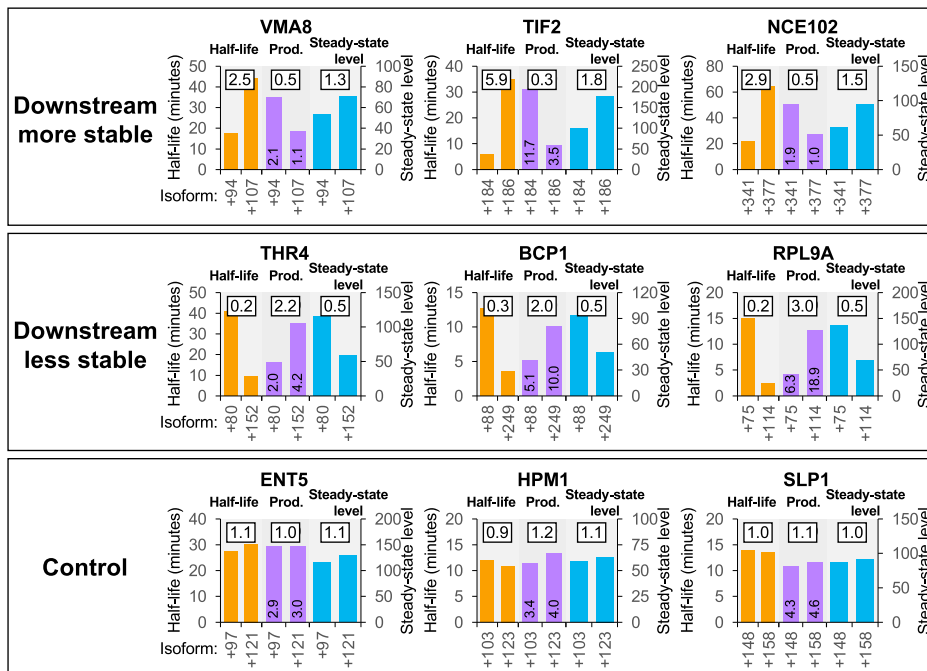 Downstream
more stable
VMA8
Half-life Prod. Steady-state
level
2.5 0.5 1.3
Half-life (minutes)
50
40
30
20
10
0
100
80
60
40
20
0
Steady-state level
2.1 1.1
Isoform: +94 +107 +94 +107 +94 +107
TIF2
Half-life Prod. Steady-state
level
5.9 0.3 1.8
Half-life (minutes)
40
30
20
10
0
250
200
150
100
50
0
Steady-state level
11.7 3.5
+184 +186 +184 +186 +184 +186
NCE102
Half-life Prod. Steady-state
level
2.9 0.5 1.5
Half-life (minutes)
80
60
40
20
0
150
100
50
0
Steady-state level
1.9 1.0
+341 +377 +341 +377 +341 +377
Downstream
less stable
THR4
Half-life Prod. Steady-state
level
0.2 2.2 0.5
Half-life (minutes)
50
40
30
20
10
0
150
100
50
0
Steady-state level
2.0 4.2
Isoform: +80 +152 +80 +152 +80 +152
BCP1
Half-life Prod. Steady-state
level
0.3 2.0 0.5
Half-life (minutes)
15
10
5
0
120
90
60
30
0
Steady-state level
5.1 10.0
+88 +249 +88 +249 +88 +249
RPL9A
Half-life Prod. Steady-state
level
0.2 3.0 0.5
Half-life (minutes)
20
15
10
5
0
200
150
100
50
0
Steady-state level
6.3 18.9
+75 +114 +75 +114 +75 +114
Control
ENT5
Half-life Prod. Steady-state
level
1.1 1.0 1.1
Half-life (minutes)
40
30
20
10
0
200
150
100
50
0
Steady-state level
2.9 3.0
Isoform: +97 +121 +97 +121 +97 +121
HPM1
Half-life Prod. Steady-state
level
0.9 1.2 1.1
Half-life (minutes)
20
15
10
5
0
100
75
50
25
0
Steady-state level
3.4 4.0
+103 +123 +103 +123 +103 +123
SLP1
Half-life Prod. Steady-state
level
1.0 1.1 1.0
Half-life (minutes)
20
15
10
5
0
150
100
50
0
Steady-state level
4.3 4.6
+148 +158 +148 +158 +148 +158